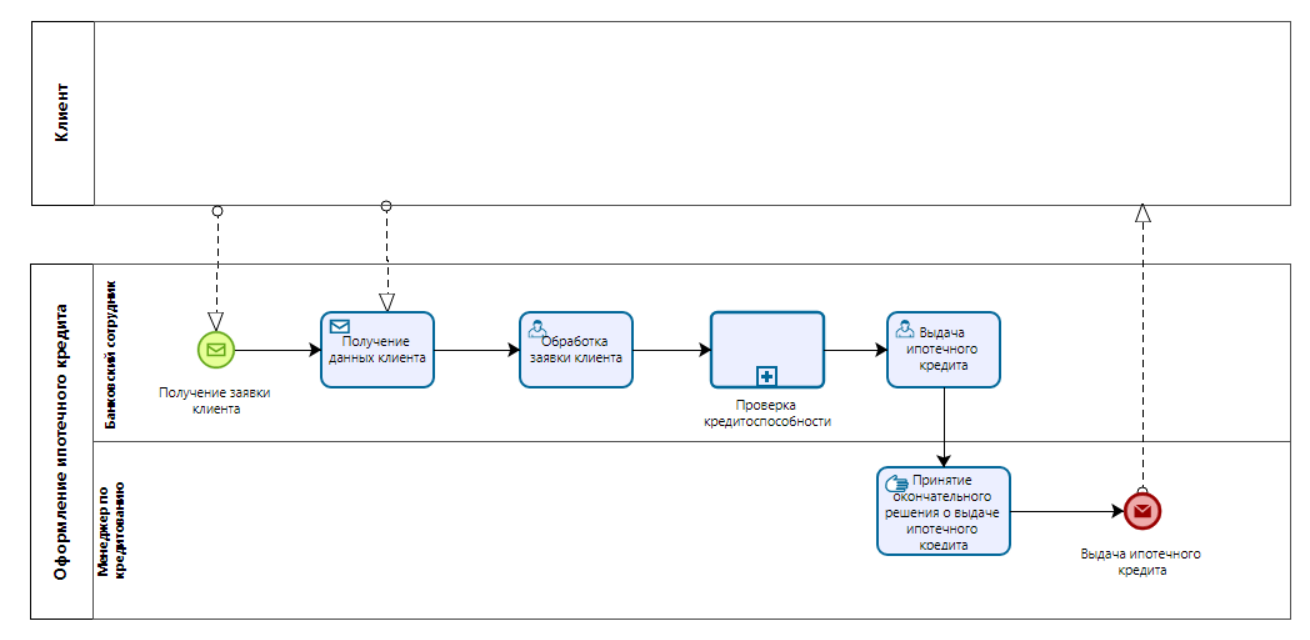 Клиент
Оформление ипотечного кредита
Банковский сотрудник
Получение заявки
клиента
Получение
данных клиента
Обработка
заявки клиента
Проверка
кредитоспособности
Выдача
ипотечного
кредита
Менеджер по
кредитованию
Принятие
окончательного
решения о выдаче
ипотечного
кредита
Выдача ипотечного
кредита